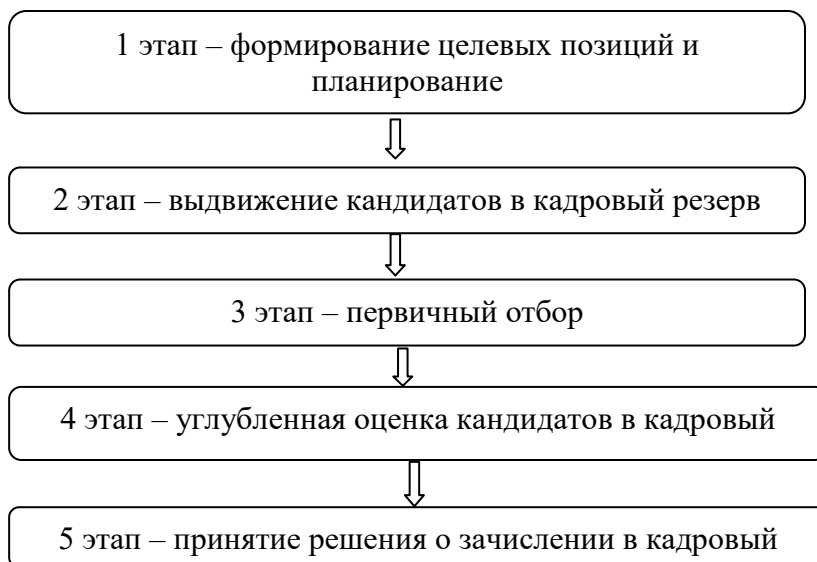 1 этап – формирование целевых позиций и
планирование
2 этап – выдвижение кандидатов в кадровый резерв
3 этап – первичный отбор
4 этап – углубленная оценка кандидатов в кадровый
5 этап – принятие решения о зачислении в кадровый